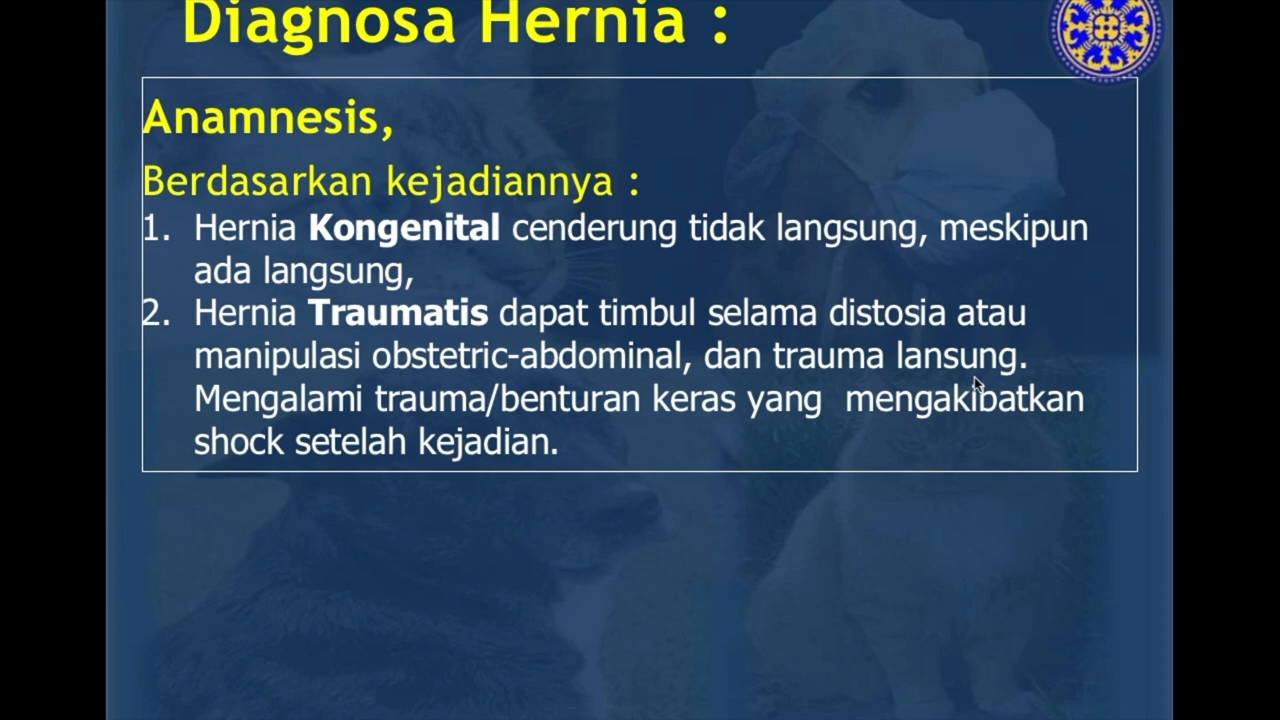 Diagnosa Hernia :
Anamnesis,
Berdasarkan kejadiannya :
1. Hernia Kongenital cenderung tidak langsung, meskipun
ada langsung,
2. Hernia Traumatis dapat timbul selama distosia atau
manipulasi obstetric-abdominal, dan trauma lansung.
Mengalami trauma/benturan keras yang  mengakibatkan
shock setelah kejadian.